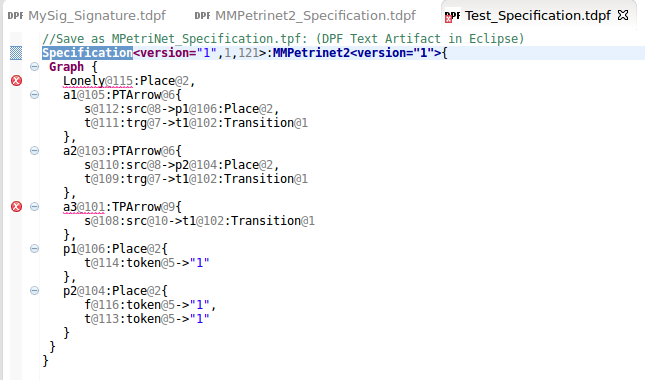 DPF MySig_Signature.tdpf DPF MMPetrinet2_Specification.tdpf DPF Test_Specification.tdpf
//Save as MPetriNet_Specification.tpf: (DPF Text Artifact in Eclipse)
Specification<version="1",1,121>:MMPetrinet2<version="1">{
Graph {
Lonely@115:Place@2,
a1@105:PTArrow@6{
s@112:src@8->p1@106:Place@2,
t@111:trg@7->t1@102:Transition@1
},
a2@103:PTArrow@6{
s@110:src@8->p2@104:Place@2,
t@109:trg@7->t1@102:Transition@1
},
a3@101:TPArrow@9{
s@108:src@10->t1@102:Transition@1
},
p1@106:Place@2{
t@114:token@5->"1"
},
p2@104:Place@2{
f@116:token@5->"1",
t@113:token@5->"1"
}
}
}